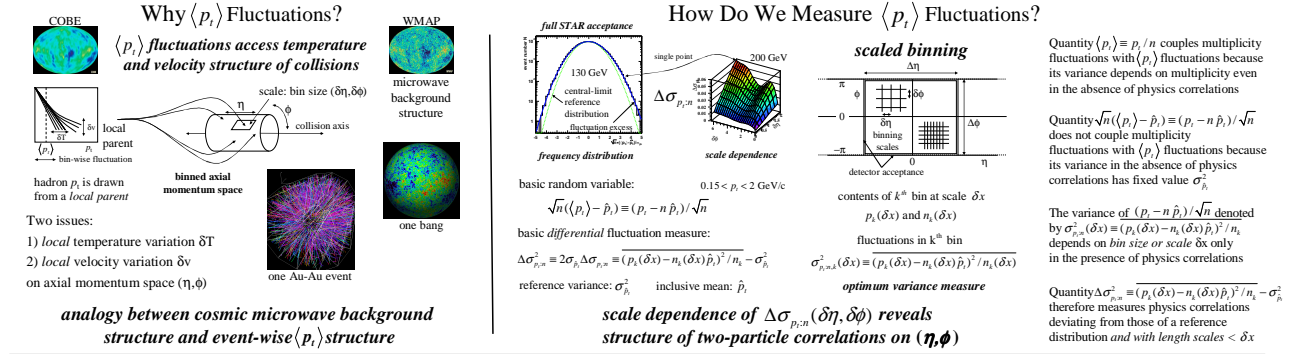 Why ⟨p_t⟩ Fluctuations?
COBE
WMAP
⟨p_t⟩ fluctuations access temperature
and velocity structure of collisions
microwave
background
structure
scale: bin size (δη,δϕ)
η
ϕ
collision axis
δv
δT
local
parent
⟨p_t⟩
p_t
bin-wise fluctuation
binned axial
momentum space
hadron p_t is drawn
from a local parent
one bang
Two issues:
1) local temperature variation δT
2) local velocity variation δv
on axial momentum space (η,ϕ)
one Au-Au event
analogy between cosmic microwave background
structure and event-wise ⟨p_t⟩ structure
How Do We Measure ⟨p_t⟩ Fluctuations?
full STAR acceptance
event number N
130 GeV
central-limit
reference
distribution
fluctuation excess
frequency distribution
single point
200 GeV
Δσ_{p_t:n}
δϕ
scale dependence
scaled binning
Δη
π
ϕ
δϕ
0
δη
binning
scales
Δϕ
−π
0
η
detector acceptance
basic random variable:
0.15 < p_t < 2 GeV/c
√n(⟨p_t⟩ − p̂_t) ≡ (p_t − n p̂_t)/√n
basic differential fluctuation measure:
Δσ²_{p_t:n} ≡ 2σ_{p̂_t} Δσ_{p_t:n} ≡ \overline{(p_k(δx) − n_k(δx) p̂_t)² / n_k} − σ²_{p̂_t}
reference variance: σ²_{p̂_t}
inclusive mean: p̂_t
contents of kth bin at scale δx
p_k(δx) and n_k(δx)
fluctuations in kth bin
σ²_{p_t:n,k}(δx) ≡ \overline{(p_k(δx) − n_k(δx) p̂_t)² / n_k(δx)}
optimum variance measure
scale dependence of Δσ_{p_t:n}(δη,δϕ) reveals
structure of two-particle correlations on (η,ϕ)
Quantity ⟨p_t⟩ ≡ p_t / n couples multiplicity
fluctuations with ⟨p_t⟩ fluctuations because
its variance depends on multiplicity even
in the absence of physics correlations
Quantity √n(⟨p_t⟩ − p̂_t) ≡ (p_t − n p̂_t)/√n
does not couple multiplicity
fluctuations with ⟨p_t⟩ fluctuations because
its variance in the absence of physics
correlations has fixed value σ²_{p̂_t}
The variance of (p_t − n p̂_t)/√n denoted
by σ²_{p_t:n}(δx) ≡ \overline{(p_k(δx) − n_k(δx) p̂_t)² / n_k}
depends on bin size or scale δx only
in the presence of physics correlations
Quantity Δσ²_{p_t:n} ≡ \overline{(p_k(δx) − n_k(δx) p̂_t)² / n_k} − σ²_{p̂_t}
therefore measures physics correlations
deviating from those of a reference
distribution and with length scales < δx